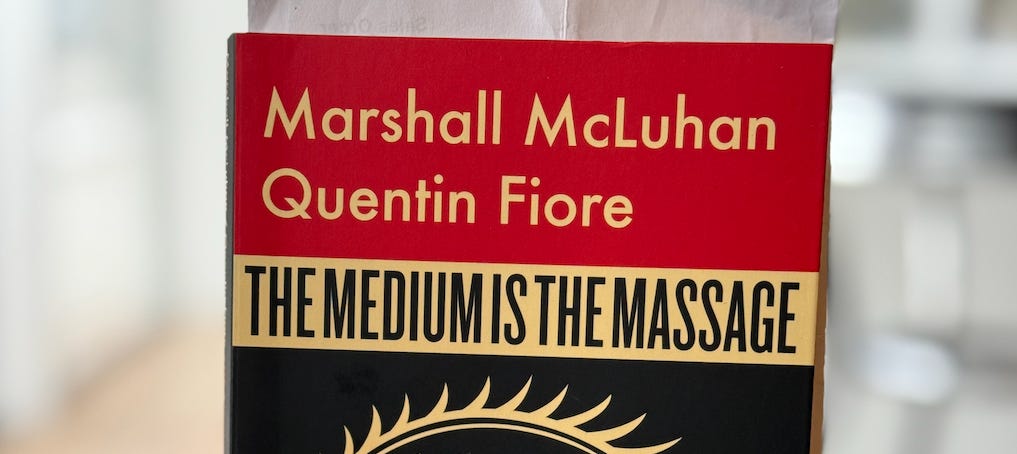 Marshall McLuhan
Quentin Fiore
THE MEDIUM IS THE MASSAGE